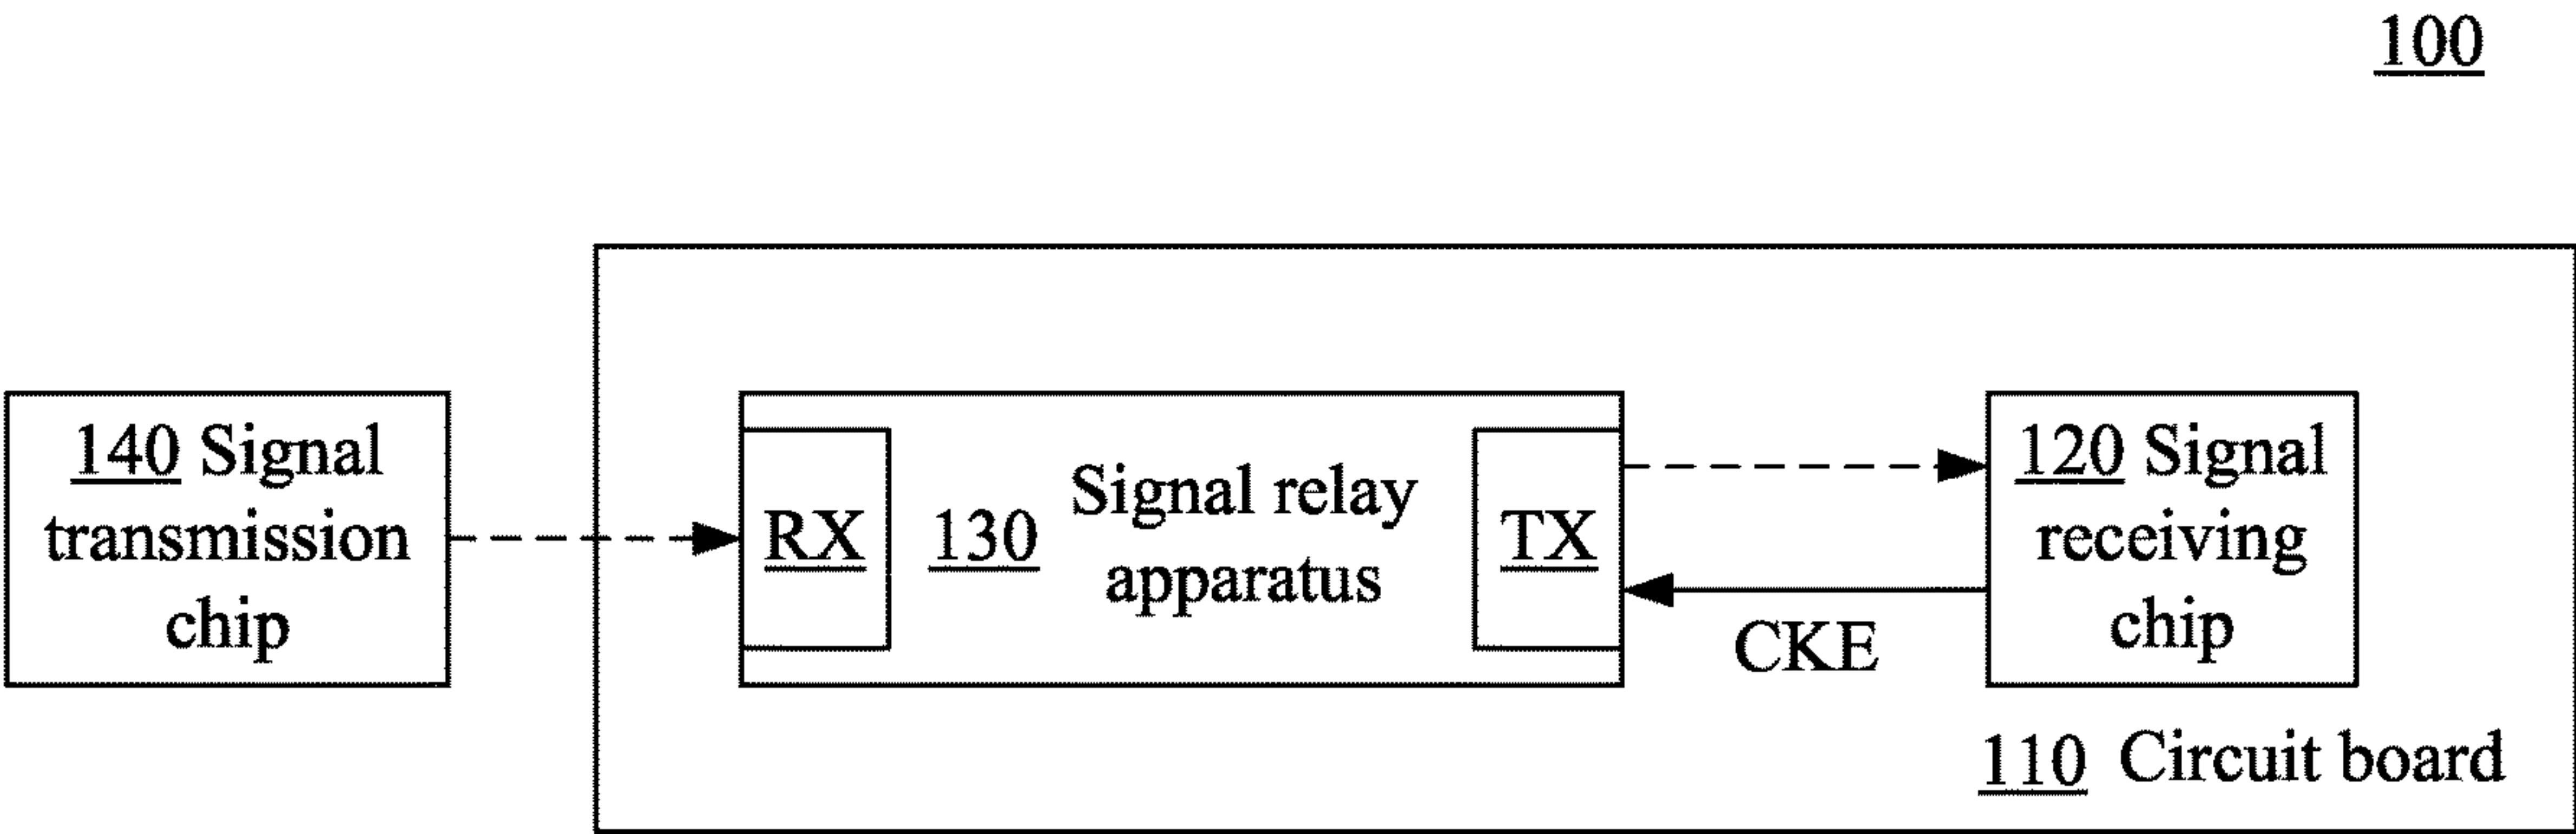 100
140 Signal
transmission
chip
RX
130
Signal relay
apparatus
TX
CKE
120 Signal
receiving
chip
110 Circuit board